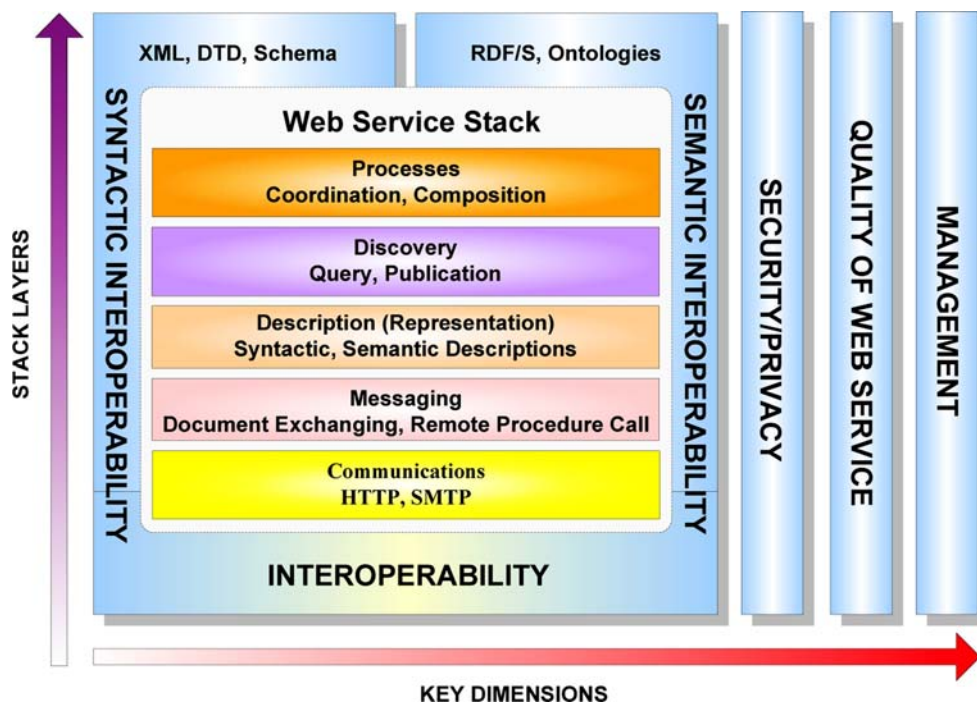 XML, DTD, Schema
RDF/S, Ontologies
SYNTACTIC INTEROPERABILITY
SEMANTIC INTEROPERABILITY
Web Service Stack
Processes
Coordination, Composition
Discovery
Query, Publication
Description (Representation)
Syntactic, Semantic Descriptions
Messaging
Document Exchanging, Remote Procedure Call
Communications
HTTP, SMTP
INTEROPERABILITY
SECURITY/PRIVACY
QUALITY OF WEB SERVICE
MANAGEMENT
STACK LAYERS
KEY DIMENSIONS